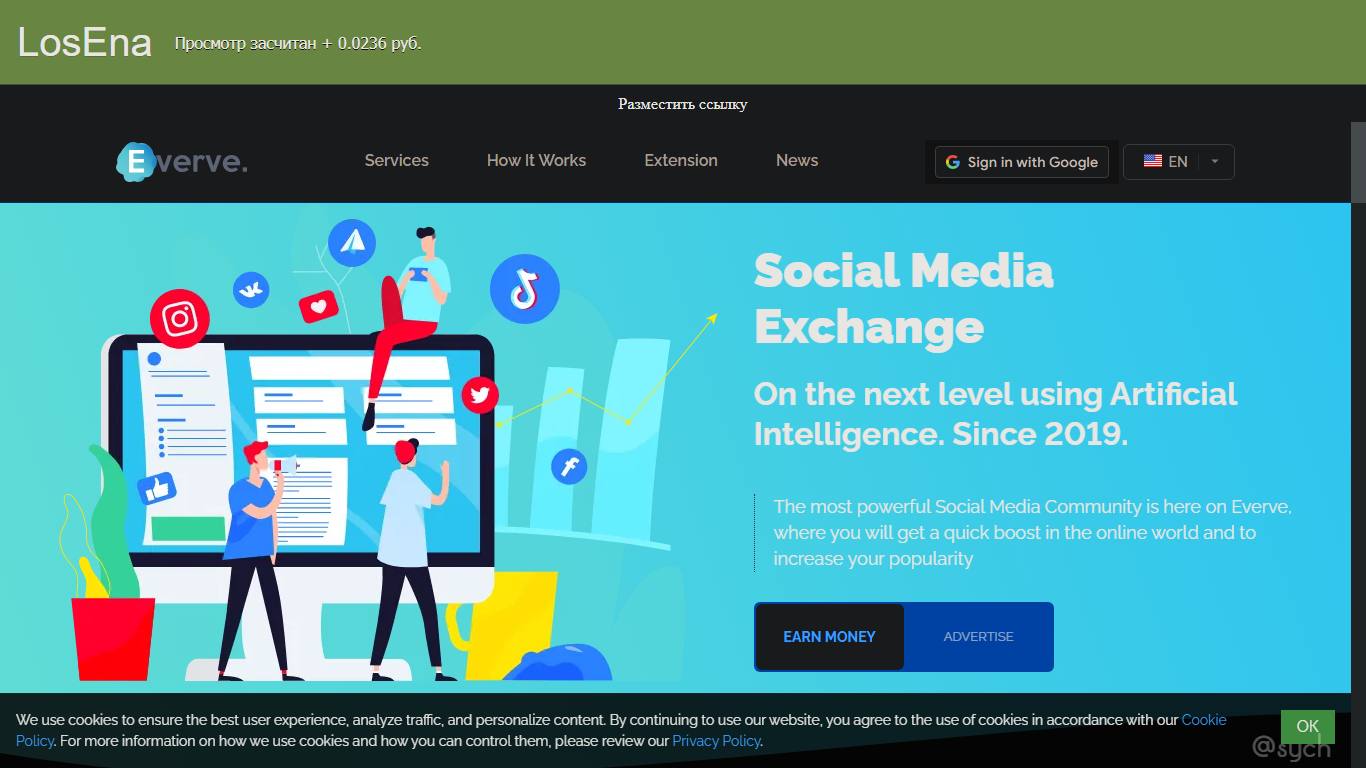 LosEna
Просмотр засчитан + 0.0236 руб.
Разместить ссылку
Everve.
Services
How It Works
Extension
News
Sign in with Google
EN
Social Media
Exchange
On the next level using Artificial
Intelligence. Since 2019.
The most powerful Social Media Community is here on Everve,
where you will get a quick boost in the online world and to
increase your popularity
EARN MONEY
ADVERTISE
We use cookies to ensure the best user experience, analyze traffic, and personalize content. By continuing to use our website, you agree to the use of cookies in accordance with our Cookie
Policy. For more information on how we use cookies and how you can control them, please review our Privacy Policy.
OK
@sych